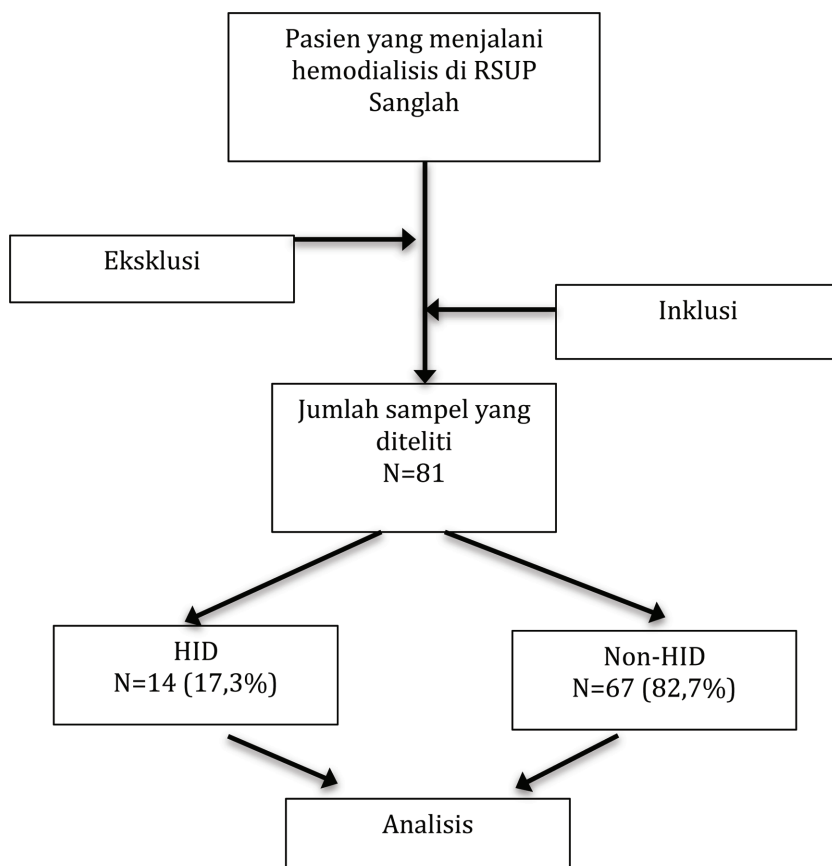 Pasien yang menjalani
hemodialisis di RSUP
Sanglah
Eksklusi
Inklusi
Jumlah sampel yang
diteliti
N=81
HID
N=14 (17,3%)
Non-HID
N=67 (82,7%)
Analisis